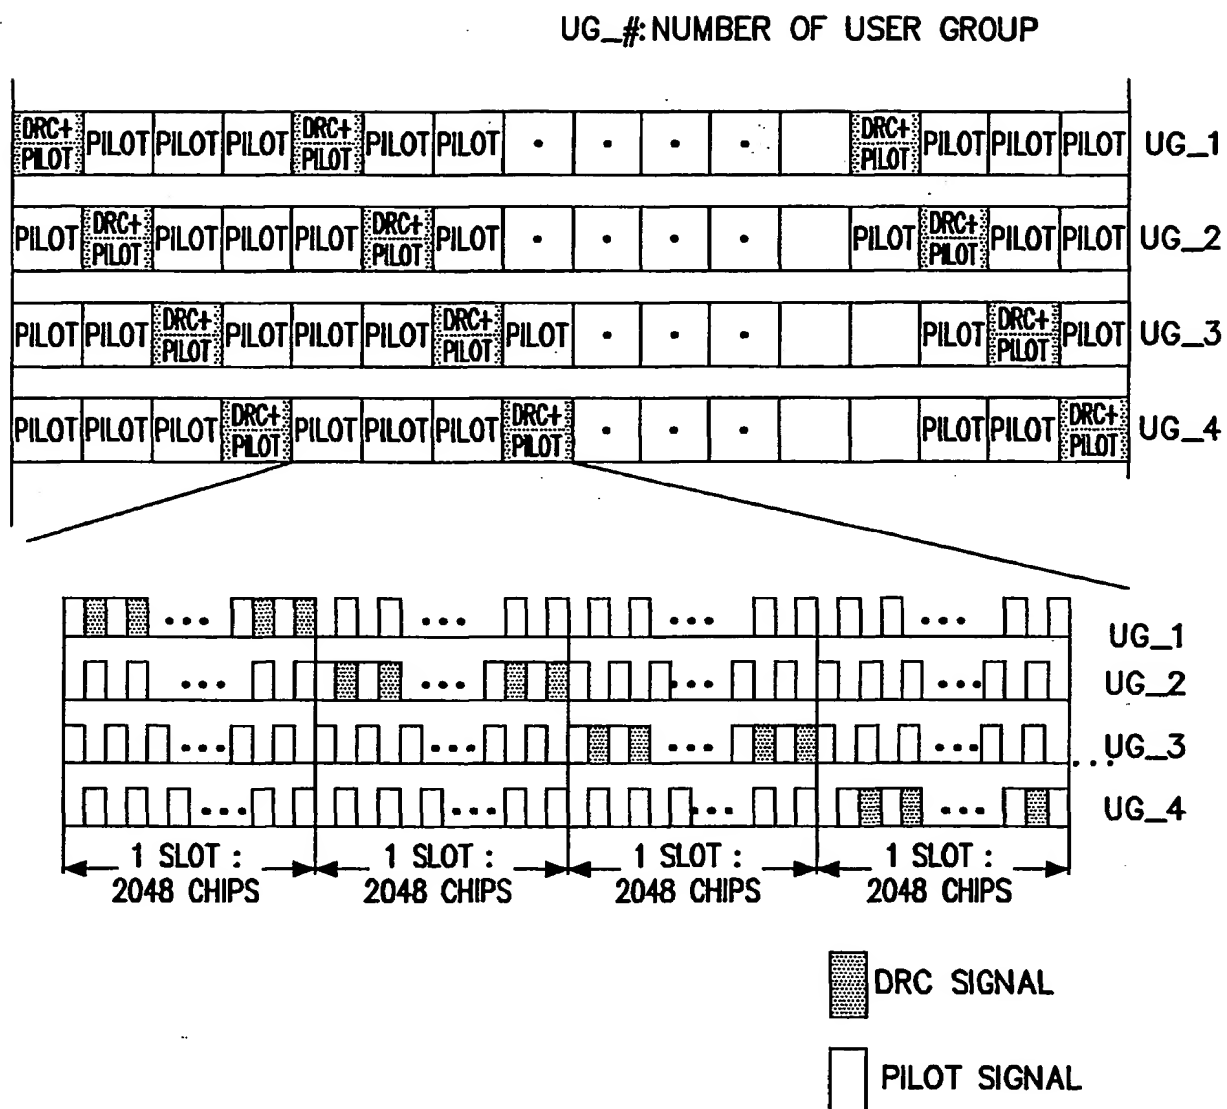 UG_#:NUMBER OF USER GROUP
DRC+ PILOT PILOT PILOT PILOT DRC+ PILOT PILOT PILOT • • • • DRC+ PILOT PILOT PILOT PILOT UG_1
PILOT DRC+ PILOT PILOT PILOT PILOT DRC+ PILOT PILOT • • • • PILOT DRC+ PILOT PILOT PILOT UG_2
PILOT PILOT DRC+ PILOT PILOT PILOT PILOT DRC+ PILOT PILOT • • • PILOT DRC+ PILOT PILOT UG_3
PILOT PILOT PILOT DRC+ PILOT PILOT PILOT PILOT DRC+ PILOT • • • PILOT PILOT DRC+ PILOT UG_4
••• ••• ••• ••• UG_1
••• ••• ••• ••• UG_2
••• ••• ••• ••• UG_3
...
••• ••• ••• ••• UG_4
1 SLOT : 1 SLOT : 1 SLOT : 1 SLOT :
2048 CHIPS 2048 CHIPS 2048 CHIPS 2048 CHIPS
DRC SIGNAL
PILOT SIGNAL